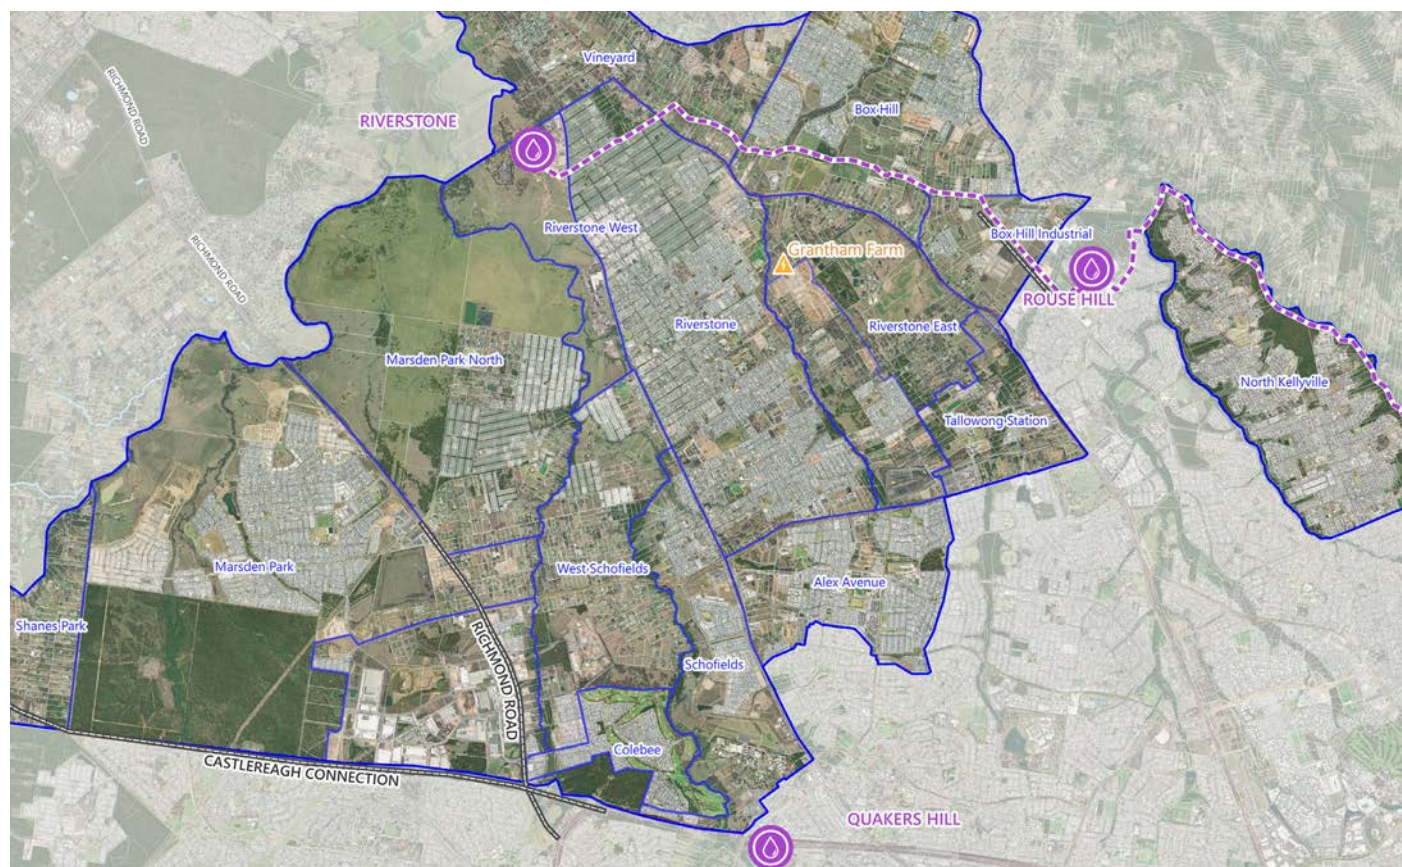 Vineyard
RICHMOND ROAD
Box Hill
RIVERSTONE
Riverstone West
Box Hill Industrial
RICHMOND ROAD
Grantham Farm
ROUSE HILL
Riverstone
Riverstone East
Marsden Park North
North Kellyville
Tallowong Station
Marsden Park
West Schofields
Alex Avenue
Shanes Park
RICHMOND ROAD
Schofields
Colebee
CASTLEREAGH CONNECTION
QUAKERS HILL